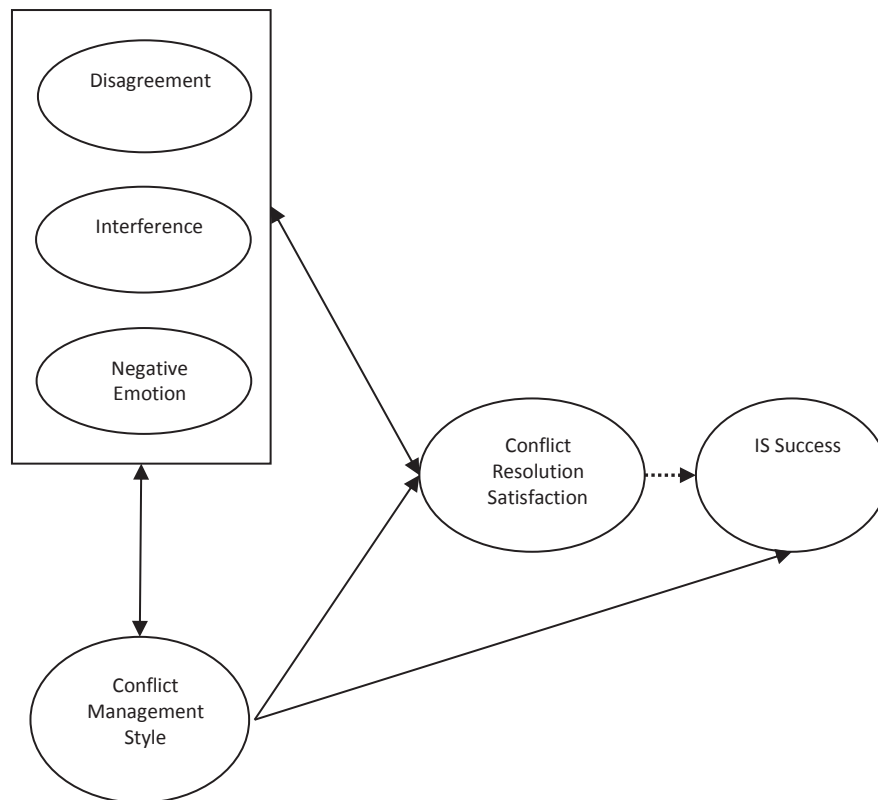 Disagreement
Interference
Negative
Emotion
Conflict
Resolution
Satisfaction
IS Success
Conflict
Management
Style